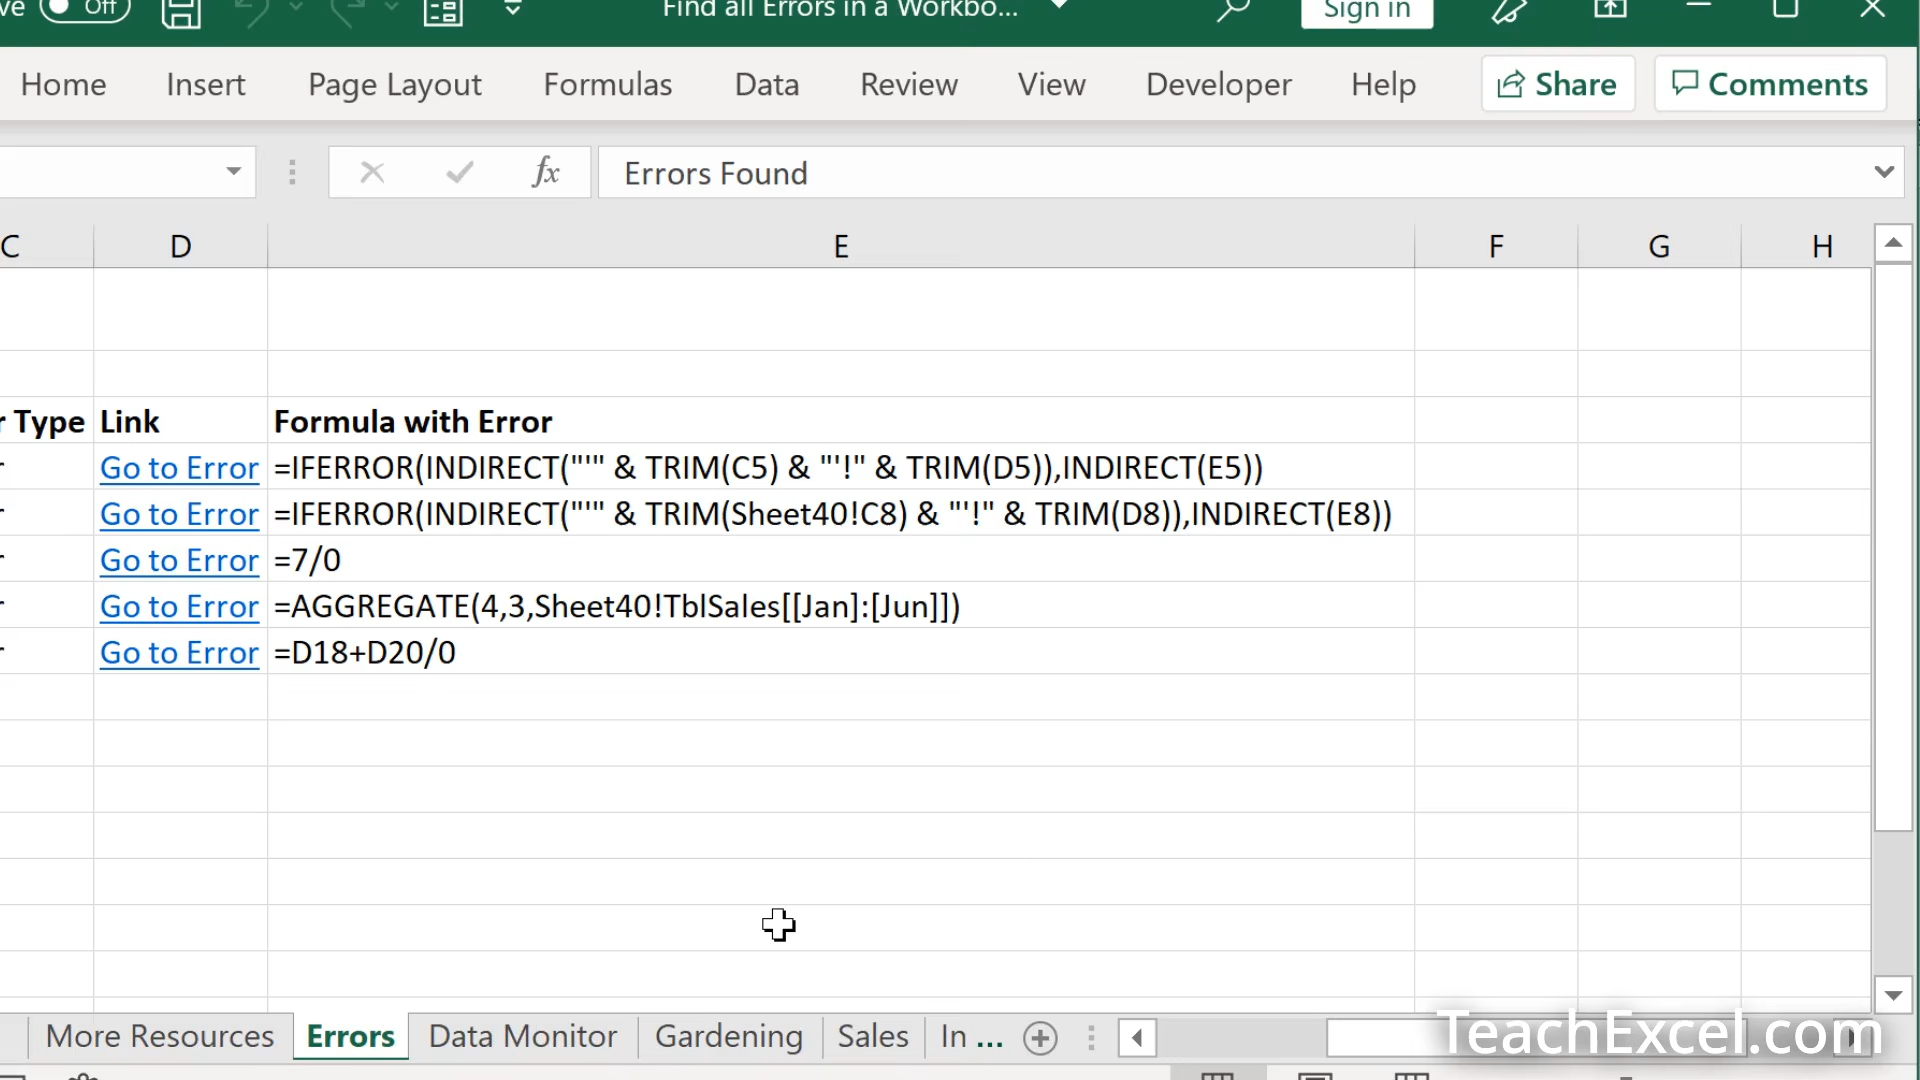 ve Off Find all Errors in a Workbo... Sign in
Home Insert Page Layout Formulas Data Review View Developer Help Share Comments
fx Errors Found
C D E F G H
r Type Link Formula with Error
r Go to Error =IFERROR(INDIRECT("'" & TRIM(C5) & "'!" & TRIM(D5)),INDIRECT(E5))
r Go to Error =IFERROR(INDIRECT("'" & TRIM(Sheet40!C8) & "'!" & TRIM(D8)),INDIRECT(E8))
r Go to Error =7/0
r Go to Error =AGGREGATE(4,3,Sheet40!TblSales[[Jan]:[Jun]])
r Go to Error =D18+D20/0
More Resources Errors Data Monitor Gardening Sales In ...
TeachExcel.com